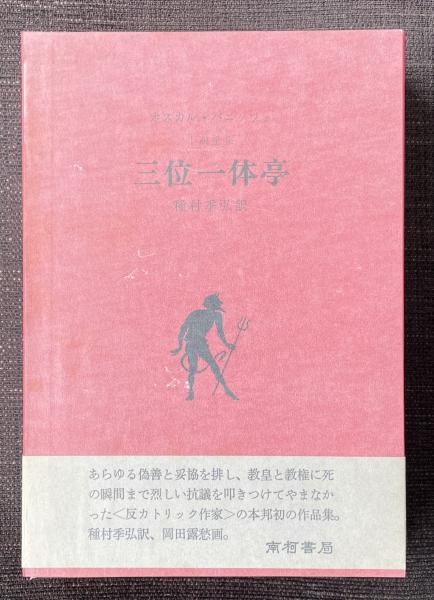 オスカル・パニッツァ
三位一体亭
種村季弘訳
あらゆる偽善と妥協を排し、教皇と教権に死
の瞬間まで烈しい抗議を叩きつけてやまなか
った<反カトリック作家>の本邦初の作品集。
種村季弘訳、岡田露愁画。
南柯書局